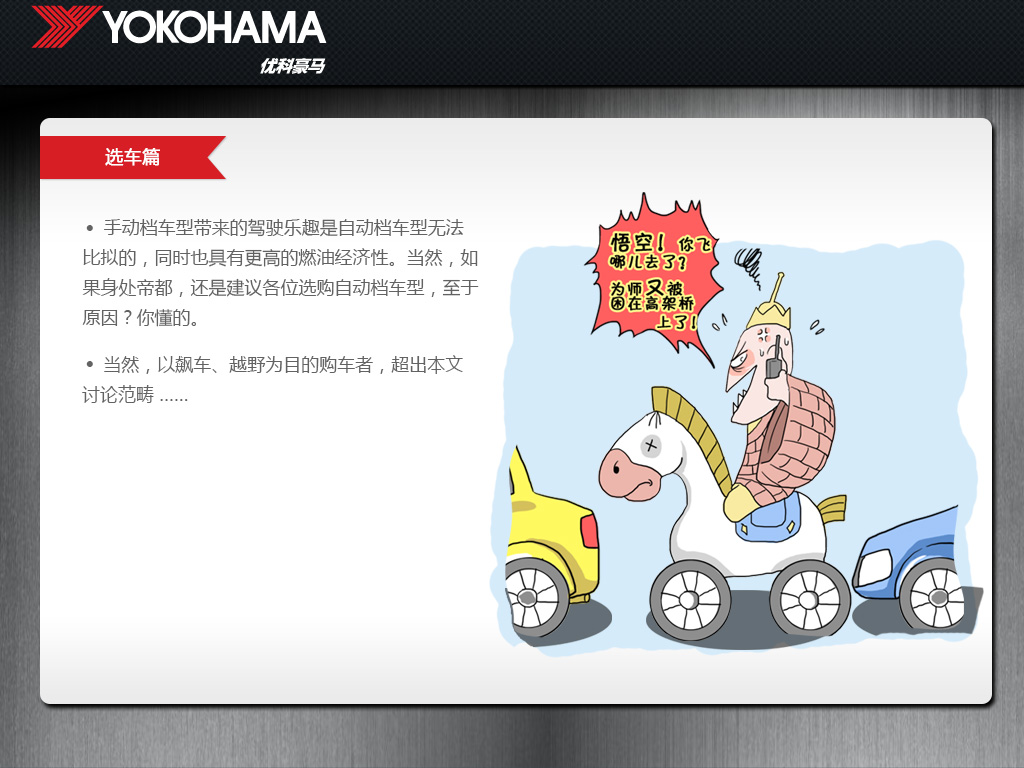 YOKOHAMA
优科豪马
选车篇
• 手动档车型带来的驾驶乐趣是自动档车型无法
比拟的，同时也具有更高的燃油经济性。当然，如
果身处帝都，还是建议各位选购自动档车型，至于
原因？你懂的。
• 当然，以飙车、越野为目的购车者，超出本文
讨论范畴 ......
悟空！你飞
哪儿去了？
为师又被
困在高架桥
上了！